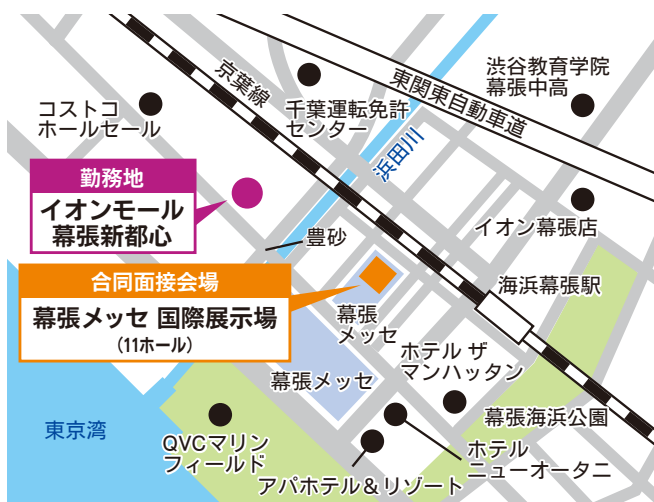 渋谷教育学院
幕張中高
東関東自動車道
京葉線
千葉運転免許
センター
コストコ
ホールセール
浜田川
勤務地
イオンモール
幕張新都心
イオン幕張店
豊砂
合同面接会場
幕張メッセ 国際展示場
(11ホール)
海浜幕張駅
幕張
メッセ
ホテル ザ
マンハッタン
幕張メッセ
幕張海浜公園
東京湾
QVCマリン
フィールド
ホテル
ニューオータニ
アパホテル＆リゾート